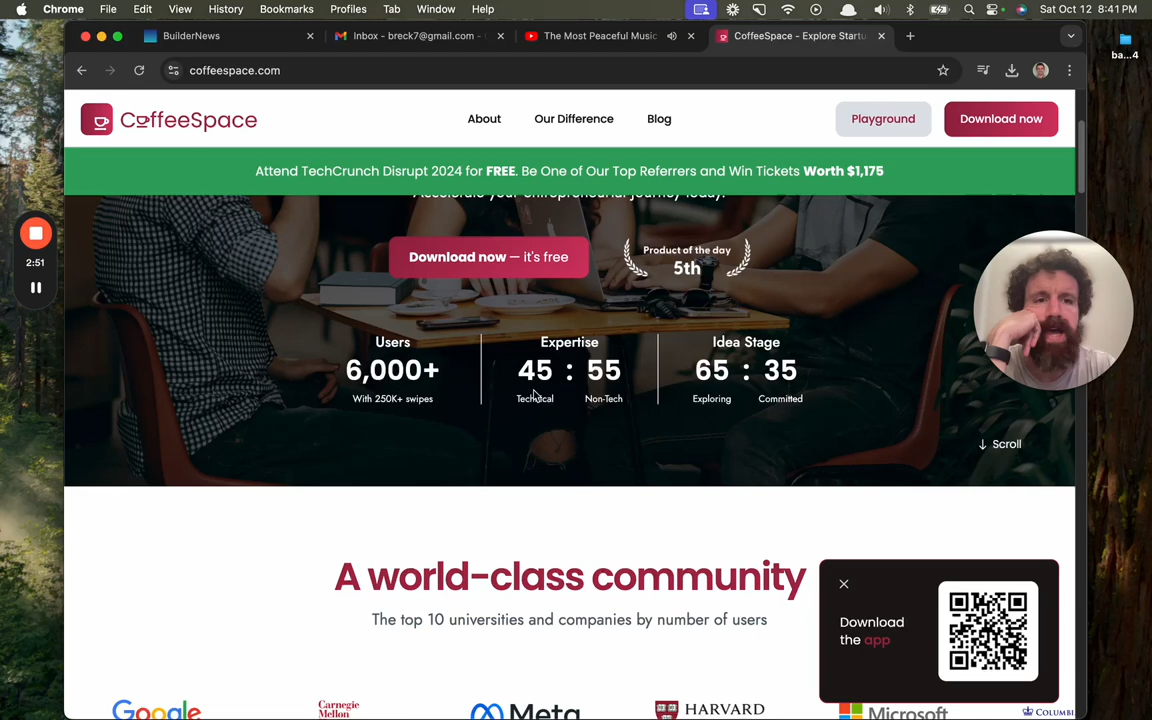 Chrome File Edit View History Bookmarks Profiles Tab Window Help Sat Oct 12 8:41 PM
BuilderNews Inbox - breck7@gmail.com - The Most Peaceful Music CoffeeSpace - Explore Startu
ba...4
coffeespace.com
CoffeeSpace About Our Difference Blog Playground Download now
Attend TechCrunch Disrupt 2024 for FREE. Be One of Our Top Referrers and Win Tickets Worth $1,175
Accelerate your entrepreneurial journey today!
2:51
Download now — it's free
Product of the day
5th
Users Expertise Idea Stage
6,000+ 45 : 55 65 : 35
With 250K+ swipes Technical Non-Tech Exploring Committed
↓ Scroll
A world-class community
The top 10 universities and companies by number of users
Download
the app
Google Carnegie Mellon Meta HARVARD Microsoft COLUMBI